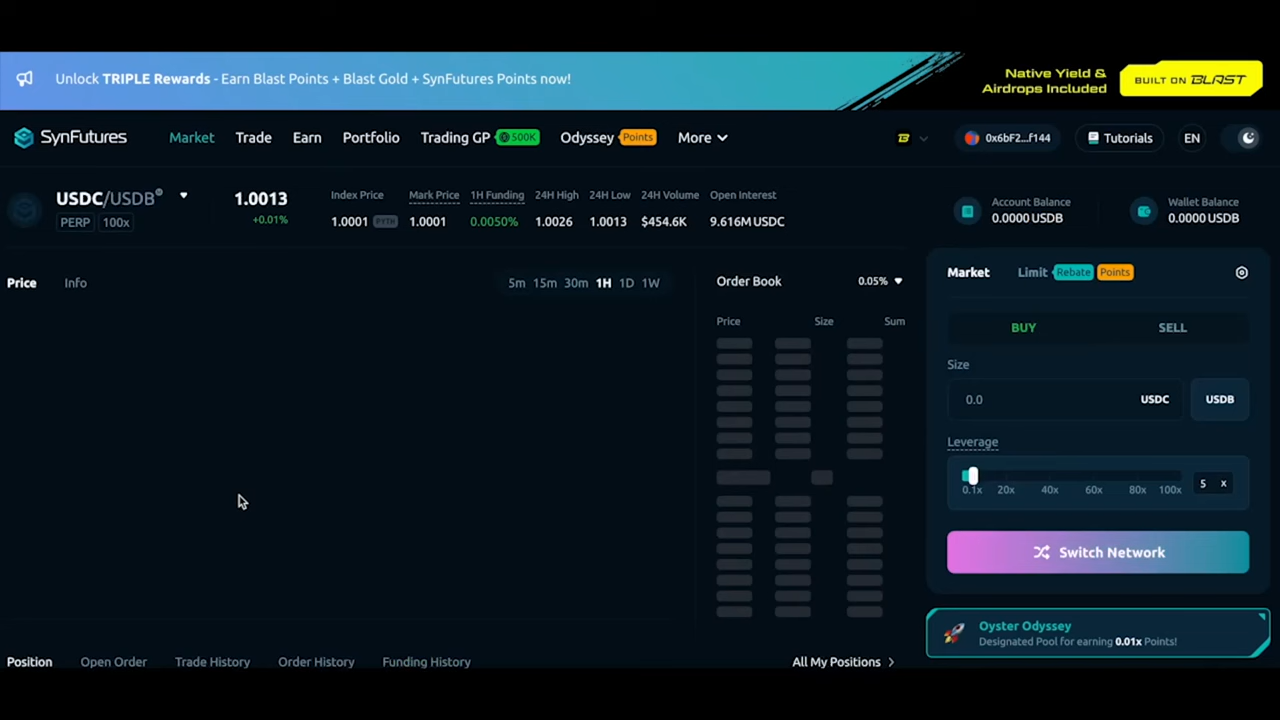 Unlock TRIPLE Rewards - Earn Blast Points + Blast Gold + SynFutures Points now!
Native Yield &
Airdrops Included
BUILT ON BLAST
SynFutures
Market
Trade
Earn
Portfolio
Trading GP
500K
Odyssey
Points
More
0x6bF2...f144
Tutorials
EN
USDC/USDB
PERP
100x
1.0013
+0.01%
Index Price
1.0001
PYTH
Mark Price
1.0001
1H Funding
0.0050%
24H High
1.0026
24H Low
1.0013
24H Volume
$454.6K
Open Interest
9.616M USDC
Account Balance
0.0000 USDB
Wallet Balance
0.0000 USDB
Price
Info
5m
15m
30m
1H
1D
1W
Order Book
0.05%
Price
Size
Sum
Market
Limit
Rebate
Points
BUY
SELL
Size
0.0
USDC
USDB
Leverage
0.1x
20x
40x
60x
80x
100x
5
x
Switch Network
Oyster Odyssey
Designated Pool for earning 0.01x Points!
Position
Open Order
Trade History
Order History
Funding History
All My Positions